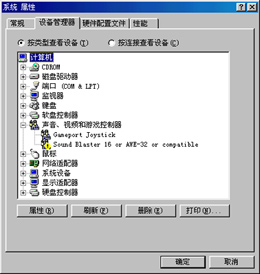 系统 属性
常规
设备管理器
硬件配置文件
性能
按类型查看设备(T)
按连接查看设备(C)
计算机
CDROM
磁盘驱动器
端口 (COM & LPT)
监视器
键盘
软盘控制器
声音、视频和游戏控制器
Gameport Joystick
Sound Blaster 16 or AWE-32 or compatible
鼠标
网络适配器
系统设备
显示适配器
硬盘控制器
属性(R)
刷新(F)
删除(E)
打印(N)...
确定
取消